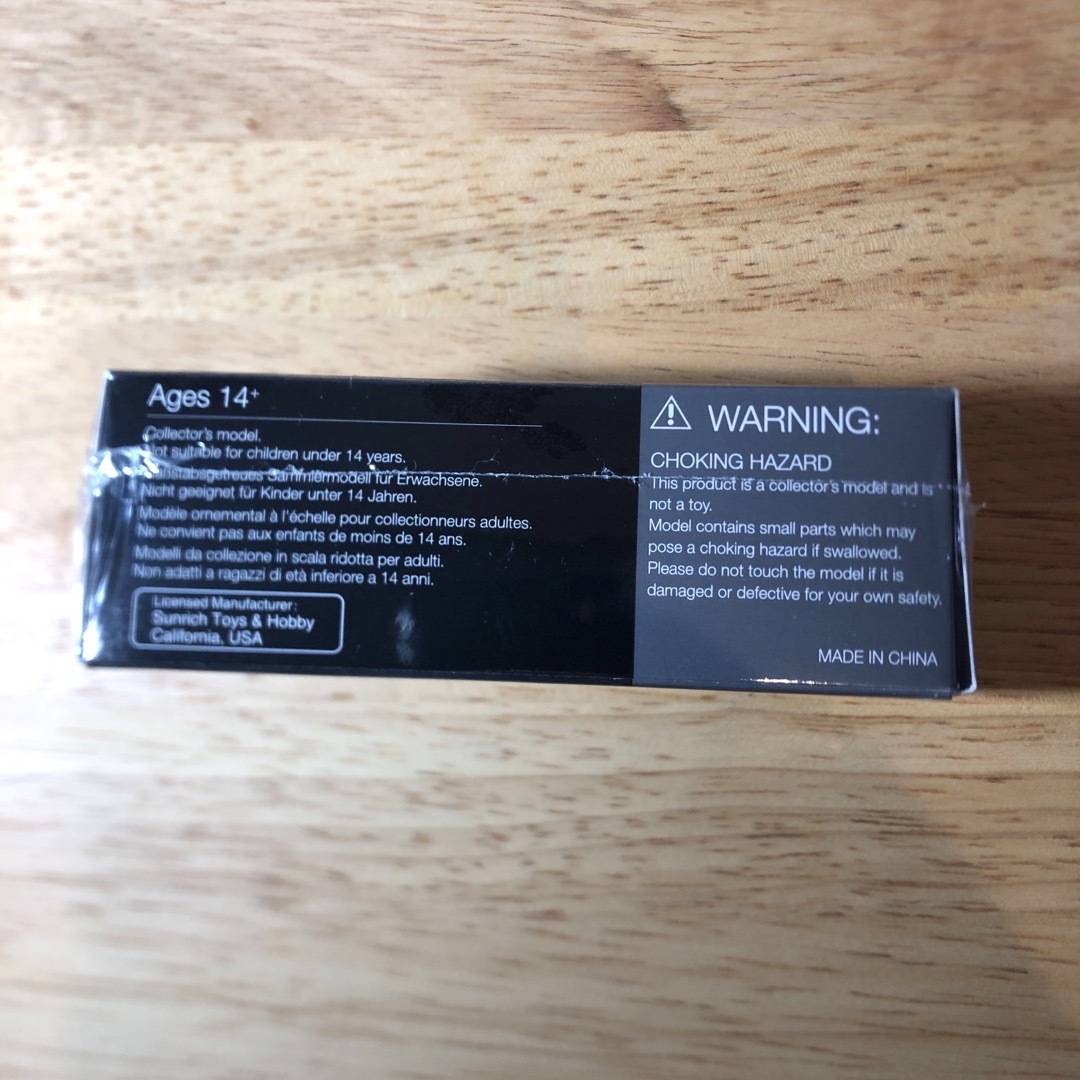 Ages 14+
Collector's model.
Not suitable for children under 14 years.
Maßstabsgetreues Sammlermodell für Erwachsene.
Nicht geeignet für Kinder unter 14 Jahren.
Modèle ornemental à l'échelle pour collectionneurs adultes.
Ne convient pas aux enfants de moins de 14 ans.
Modelli da collezione in scala ridotta per adulti.
Non adatti a ragazzi di età inferiore a 14 anni.
Licensed Manufacturer:
Sunrich Toys & Hobby
California, USA
WARNING:
CHOKING HAZARD
This product is a collector's model and is
not a toy.
Model contains small parts which may
pose a choking hazard if swallowed.
Please do not touch the model if it is
damaged or defective for your own safety.
MADE IN CHINA